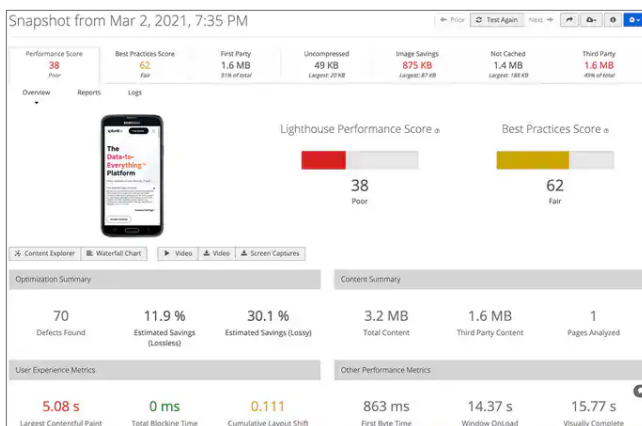 Snapshot from Mar 2, 2021, 7:35 PM
Prior Test Again Next
Performance Score Best Practices Score First Party Uncompressed Image Savings Not Cached Third Party
38 62 1.6 MB 49 KB 875 KB 1.4 MB 1.6 MB
Poor Fair 51% of total Largest: 20 KB Largest: 87 KB Largest: 188 KB 49% of total
Overview Reports Logs
splunk>
The
Data-to-
Everything™
Platform
Lighthouse Performance Score Best Practices Score
38 62
Poor Fair
Content Explorer Waterfall Chart Video Video Screen Captures
Optimization Summary Content Summary
70 11.9 % 30.1 % 3.2 MB 1.6 MB 1
Defects Found Estimated Savings (Lossless) Estimated Savings (Lossy) Total Content Third Party Content Pages Analyzed
User Experience Metrics Other Performance Metrics
5.08 s 0 ms 0.111 863 ms 14.37 s 15.77 s
Largest Contentful Paint Total Blocking Time Cumulative Layout Shift First Byte Time Window OnLoad Visually Complete